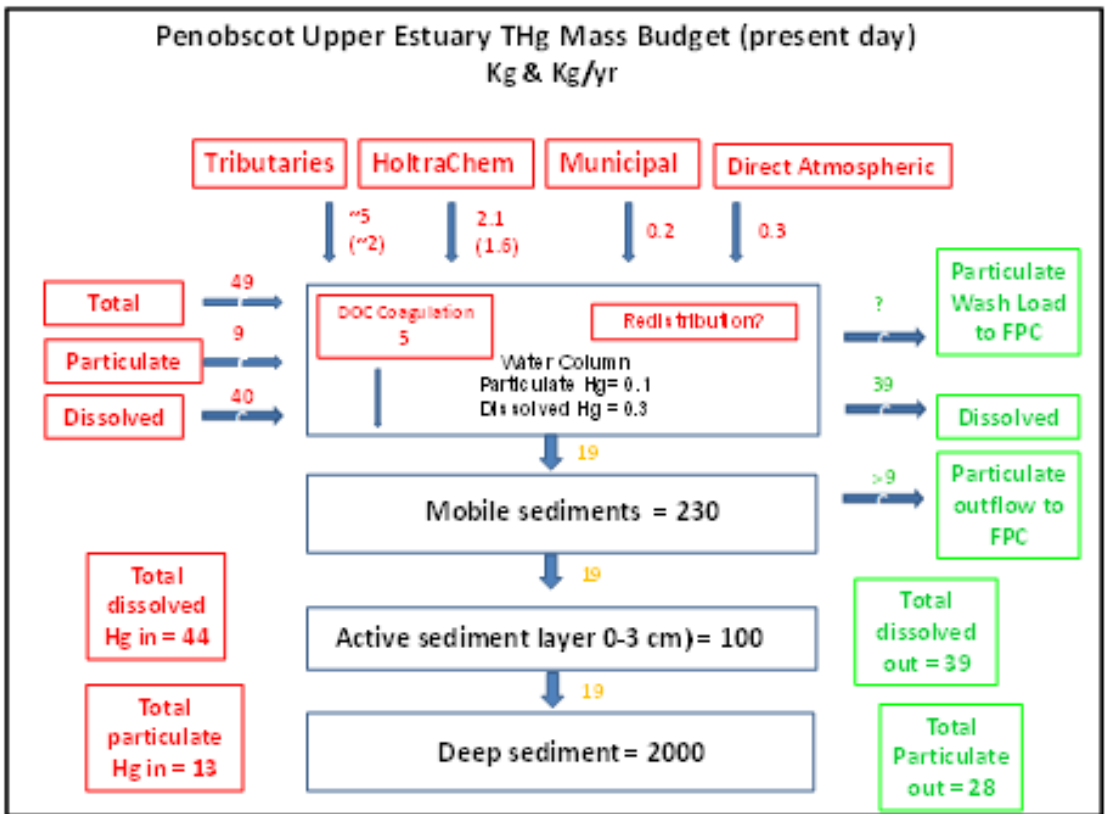 Penobscot Upper Estuary THg Mass Budget (present day)
Kg & Kg/yr
Tributaries
HoltraChem
Municipal
Direct Atmospheric
~5
(~2)
2.1
(1.6)
0.2
0.3
Total
49
Particulate
9
Dissolved
40
DOC Coagulation
5
Redistribution?
Water Column
Particulate Hg= 0.1
Dissolved Hg = 0.3
?
Particulate
Wash Load
to FPC
39
Dissolved
19
Mobile sediments = 230
>9
Particulate
outflow to
FPC
19
Total
dissolved
Hg in = 44
Active sediment layer 0-3 cm) = 100
Total
dissolved
out = 39
19
Total
particulate
Hg in = 13
Deep sediment = 2000
Total
Particulate
out = 28